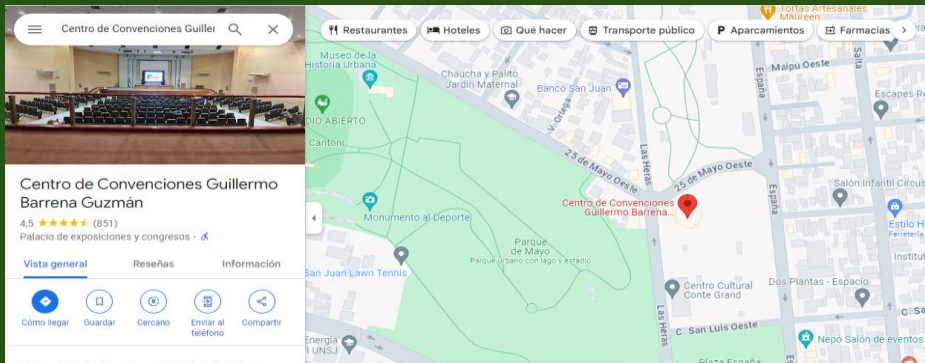 Centro de Convenciones Guiller
Centro de Convenciones Guillermo
Barrena Guzmán
4,5 ★★★★★ (851)
Palacio de exposiciones y congresos ·
Vista general
Reseñas
Información
Cómo llegar
Guardar
Cercano
Enviar al
teléfono
Compartir
Tortas Artesanales
Maureen
Restaurantes
Hoteles
Qué hacer
Transporte público
P Aparcamientos
Farmacias
Museo de la
Historia Urbana
Chaucha y Palito
Jardin Maternal
Banco San Juan
V. Ortega
España
Maipú Oeste
Salta
Escapes Re
DIO ABIERTO
Cantoni
25 de Mayo Oeste
Las Heras
25 de Mayo Oeste
España
Salón Infantil Circus
Centro de Convenciones
Guillermo Barrena...
Monumento al Deporte
Estilo H
Ferretería
Parque
de Mayo
Parque urbano con lago y estadio
Institut
San Juan Lawn Tennis
Centro Cultural
Conte Grand
Dos Plantas - Espacio
C. Sa
Las Heras
C. San Luis Oeste
Energía
I UNSJ
Nepó Salón de eventos
Plaza España